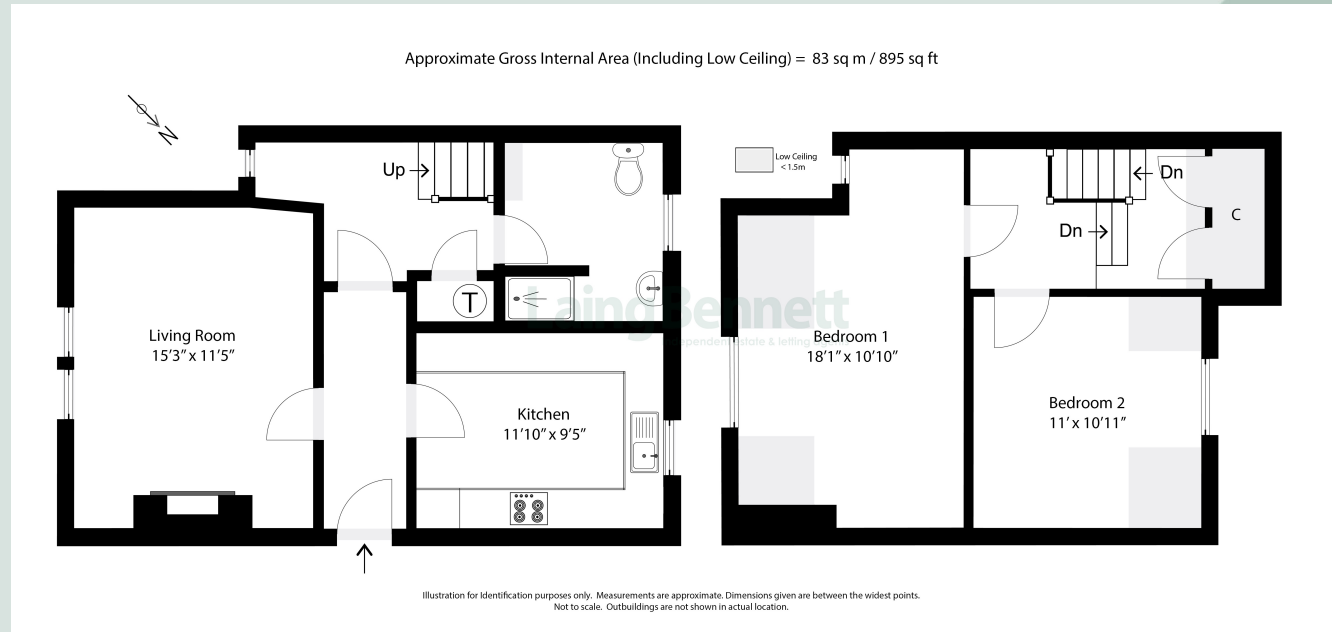 Approximate Gross Internal Area (Including Low Ceiling) = 83 sq m / 895 sq ft
N
Up
T
Living Room
15'3" x 11'5"
Kitchen
11'10" x 9'5"
Low Ceiling
< 1.5m
Dn
Dn
C
Bedroom 1
18'1" x 10'10"
Bedroom 2
11' x 10'11"
Laing Bennett
independent estate & letting
Illustration for Identification purposes only. Measurements are approximate. Dimensions given are between the widest points.
Not to scale. Outbuildings are not shown in actual location.